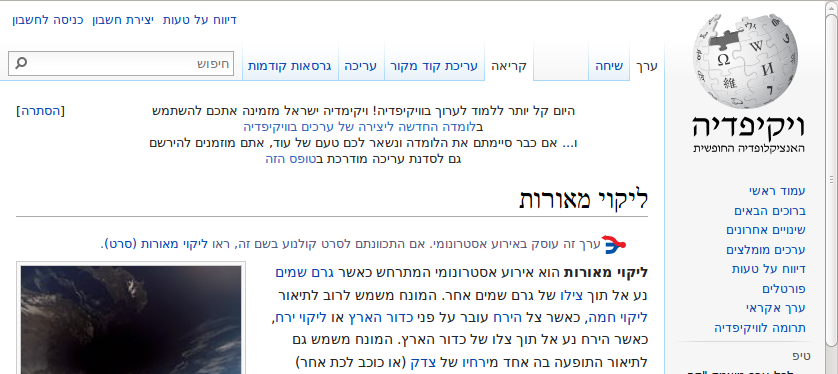 דיווח על טעות יצירת חשבון כניסה לחשבון
ערך שיחה קריאה עריכת קוד מקור עריכה גרסאות קודמות חיפוש
ויקיפדיה
האנציקלופדיה החופשית
עמוד ראשי
ברוכים הבאים
שינויים אחרונים
ערכים מומלצים
דיווח על טעות
פורטלים
ערך אקראי
תרומה לוויקיפדיה
טיפ
היום קל יותר ללמוד לערוך בוויקיפדיה! ויקימדיה ישראל מזמינה אתכם להשתמש
בלומדה החדשה ליצירה של ערכים בוויקיפדיה
ו... אם כבר סיימתם את הלומדה ונשאר לכם טעם של עוד, אתם מוזמנים להירשם
גם לסדנת עריכה מודרכת בטופס הזה
[הסתרה]
ליקוי מאורות
ערך זה עוסק באירוע אסטרונומי. אם התכוונתם לסרט קולנוע בשם זה, ראו ליקוי מאורות (סרט).
ליקוי מאורות הוא אירוע אסטרונומי המתרחש כאשר גרם שמים
נע אל תוך צילו של גרם שמים אחר. המונח משמש לרוב לתיאור
ליקוי חמה, כאשר צל הירח עובר על פני כדור הארץ או ליקוי ירח,
כאשר הירח נע אל תוך צלו של כדור הארץ. המונח משמש גם
לתיאור התופעה בה אחד מירחיו של צדק (או כוכב לכת אחר)